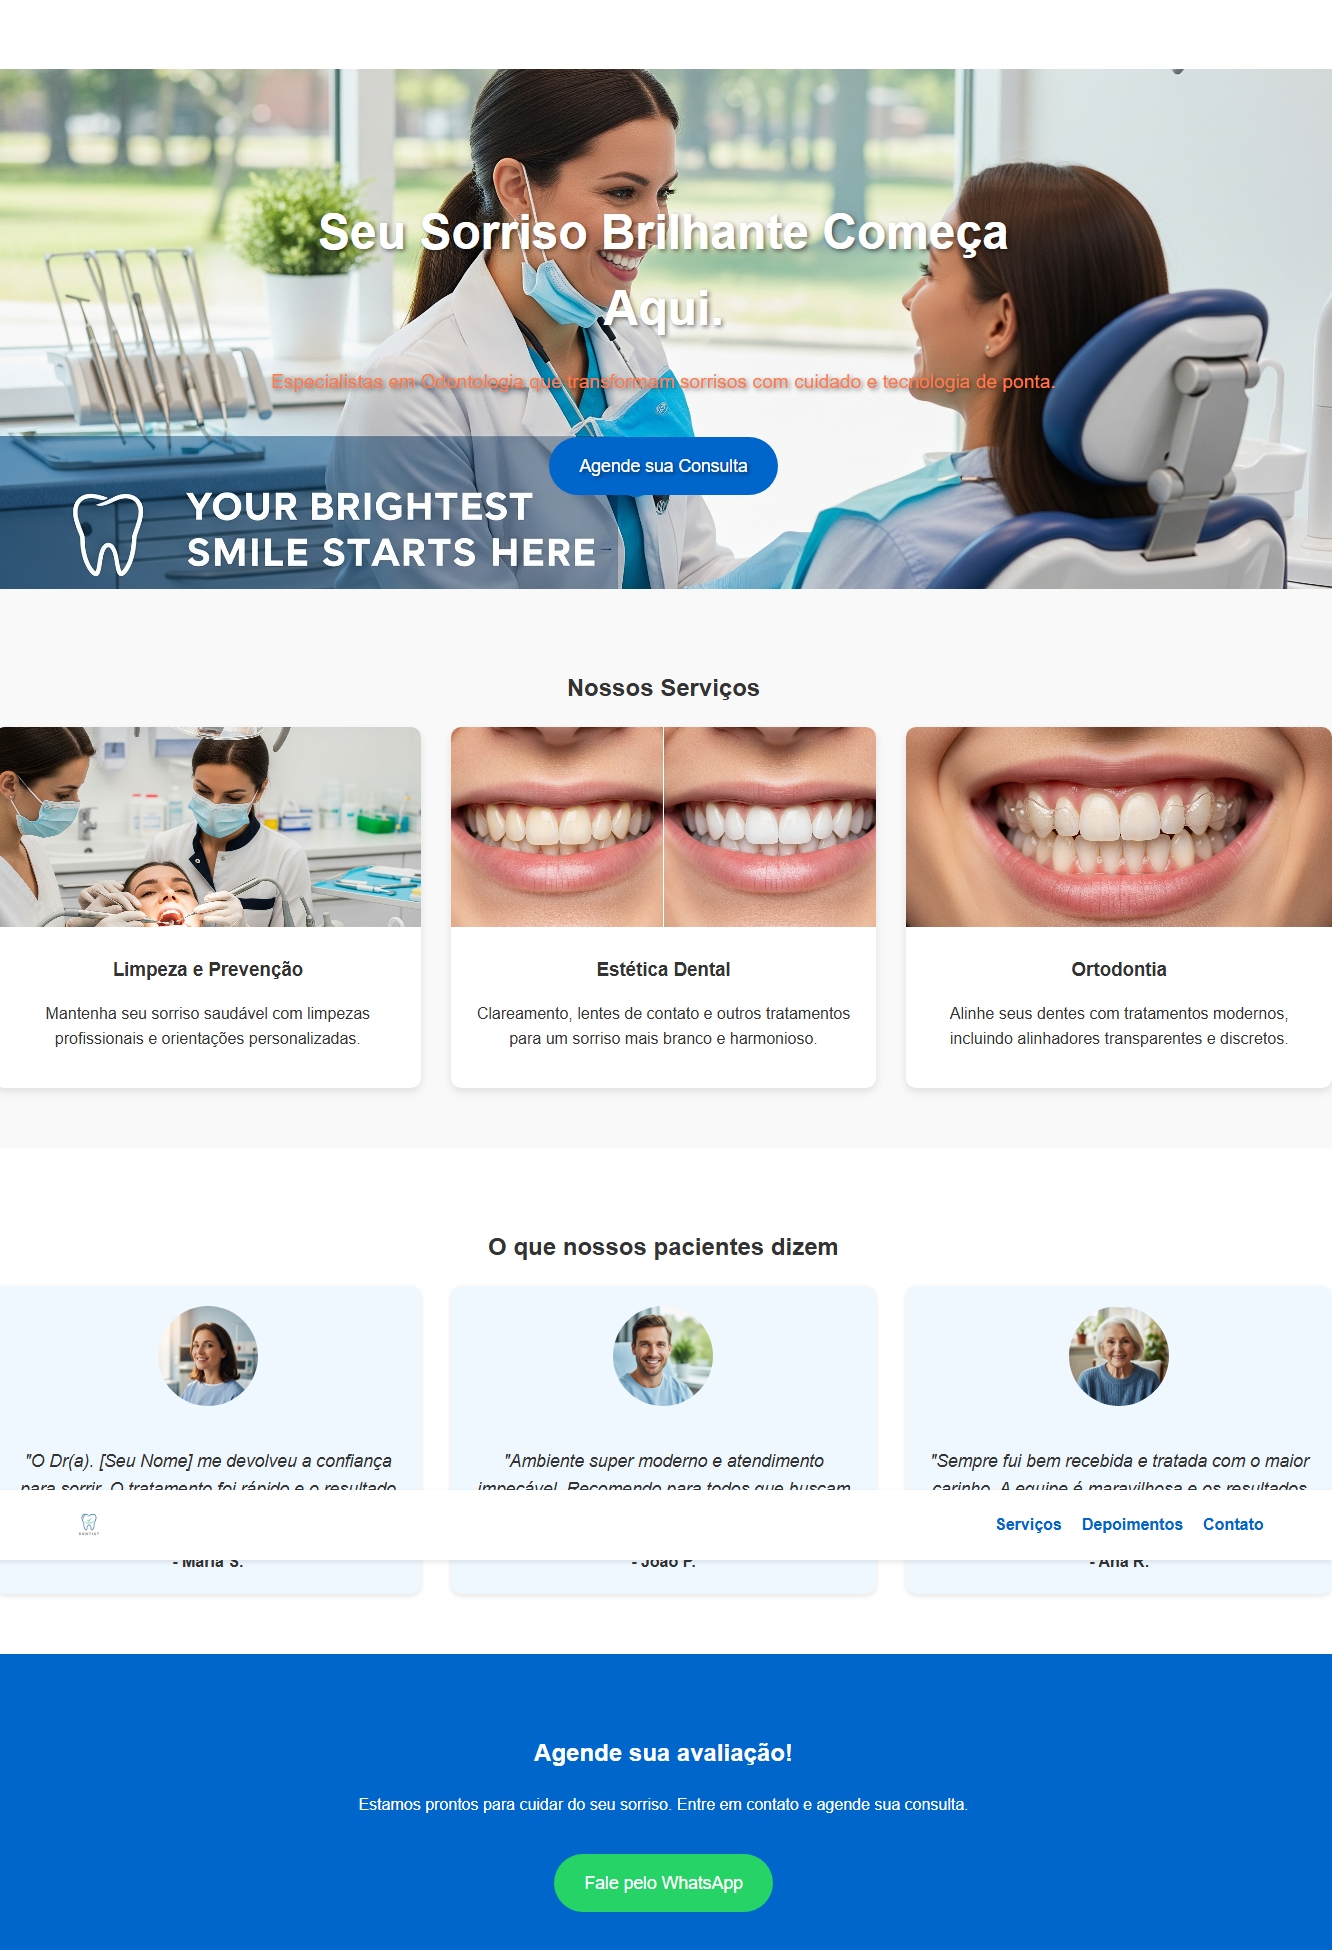 Seu Sorriso Brilhante Começa
Aqui.
Especialistas em Odontologia que transformam sorrisos com cuidado e tecnologia de ponta.
Agende sua Consulta
YOUR BRIGHTEST
SMILE STARTS HERE
Nossos Serviços
Limpeza e Prevenção
Mantenha seu sorriso saudável com limpezas
profissionais e orientações personalizadas.
Estética Dental
Clareamento, lentes de contato e outros tratamentos
para um sorriso mais branco e harmonioso.
Ortodontia
Alinhe seus dentes com tratamentos modernos,
incluindo alinhadores transparentes e discretos.
O que nossos pacientes dizem
"O Dr(a). [Seu Nome] me devolveu a confiança
para sorrir. O tratamento foi rápido e o resultado
- Maria S.
"Ambiente super moderno e atendimento
impecável. Recomendo para todos que buscam
- João P.
"Sempre fui bem recebida e tratada com o maior
carinho. A equipe é maravilhosa e os resultados
- Ana R.
DENTIST
Serviços
Depoimentos
Contato
Agende sua avaliação!
Estamos prontos para cuidar do seu sorriso. Entre em contato e agende sua consulta.
Fale pelo WhatsApp